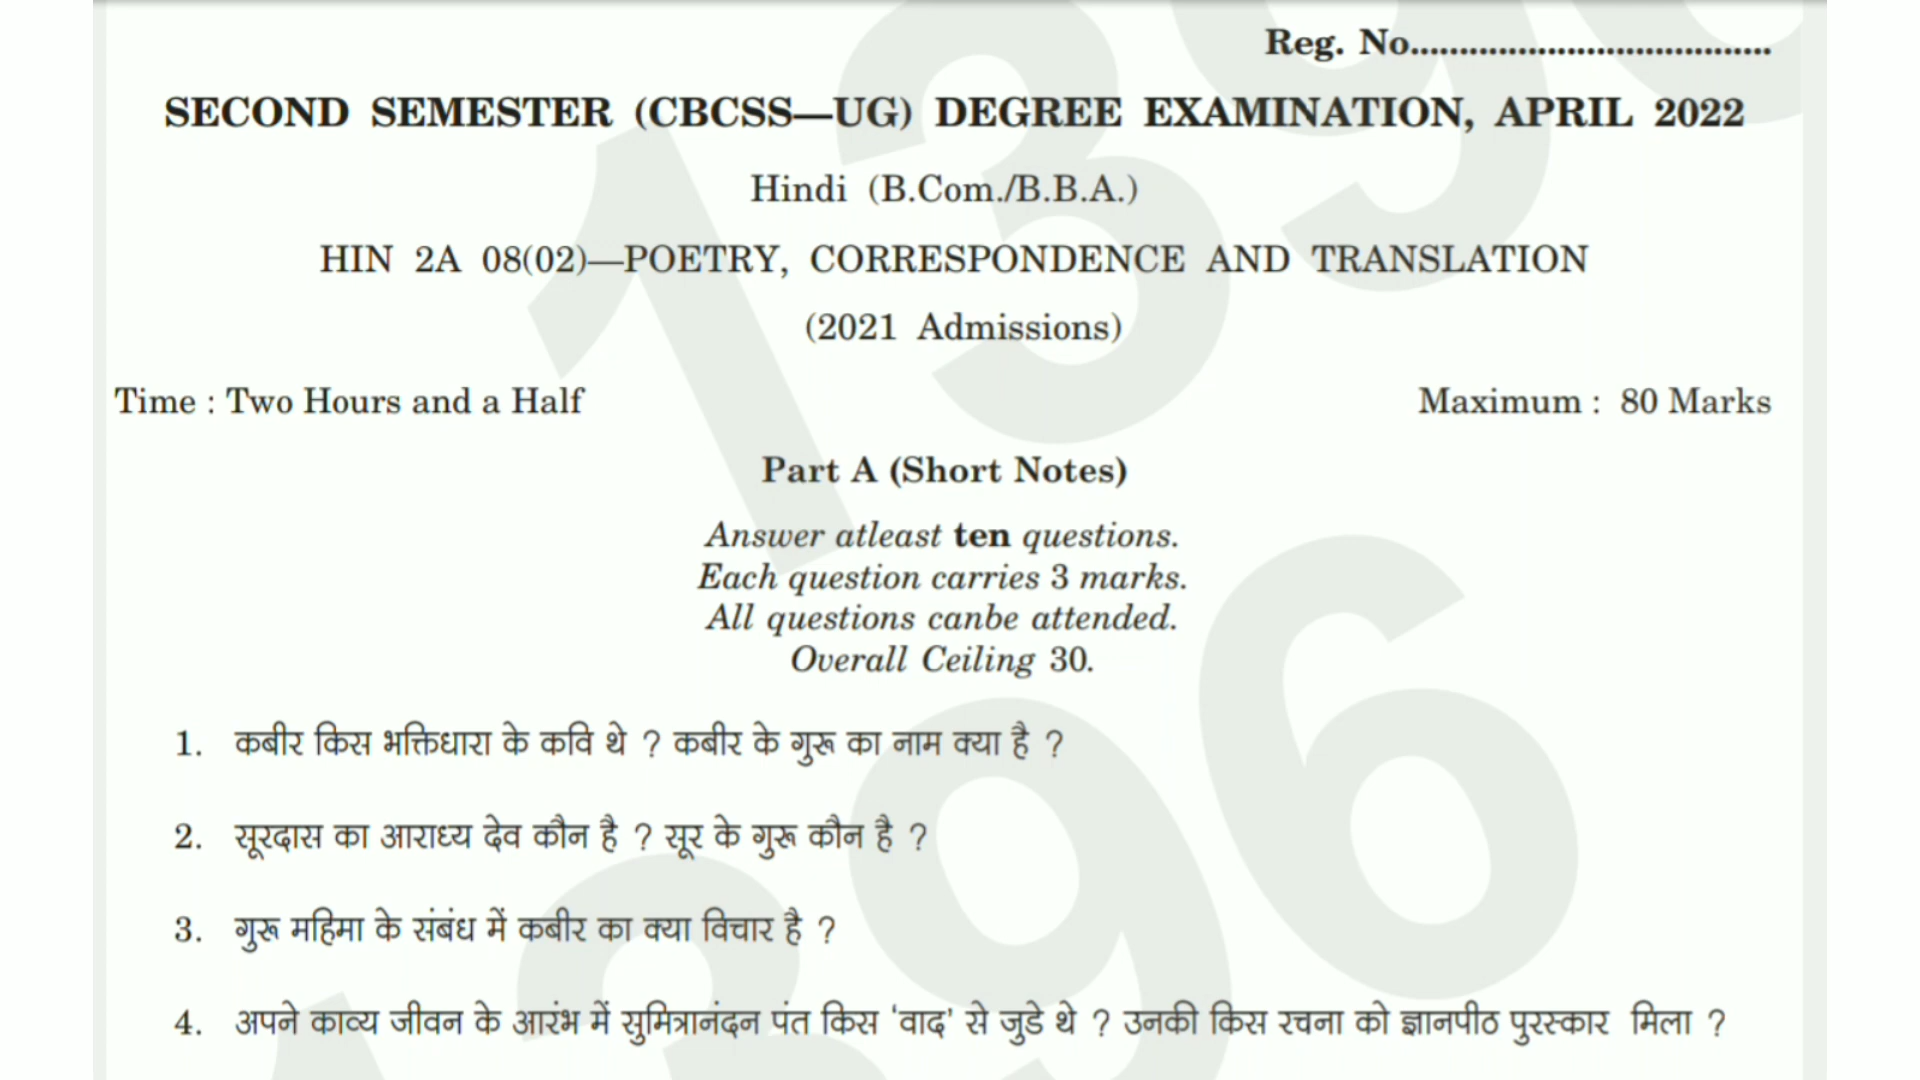 Reg. No.....................................
SECOND SEMESTER (CBCSS—UG) DEGREE EXAMINATION, APRIL 2022
Hindi (B.Com./B.B.A.)
HIN 2A 08(02)—POETRY, CORRESPONDENCE AND TRANSLATION
(2021 Admissions)
Time : Two Hours and a Half Maximum : 80 Marks
Part A (Short Notes)
Answer atleast ten questions.
Each question carries 3 marks.
All questions canbe attended.
Overall Ceiling 30.
1. कबीर किस भक्तिधारा के कवि थे ? कबीर के गुरू का नाम क्या है ?
2. सूरदास का आराध्य देव कौन है ? सूर के गुरू कौन है ?
3. गुरू महिमा के संबंध में कबीर का क्या विचार है ?
4. अपने काव्य जीवन के आरंभ में सुमित्रानंदन पंत किस ‘वाद’ से जुडे थे ? उनकी किस रचना को ज्ञानपीठ पुरस्कार मिला ?